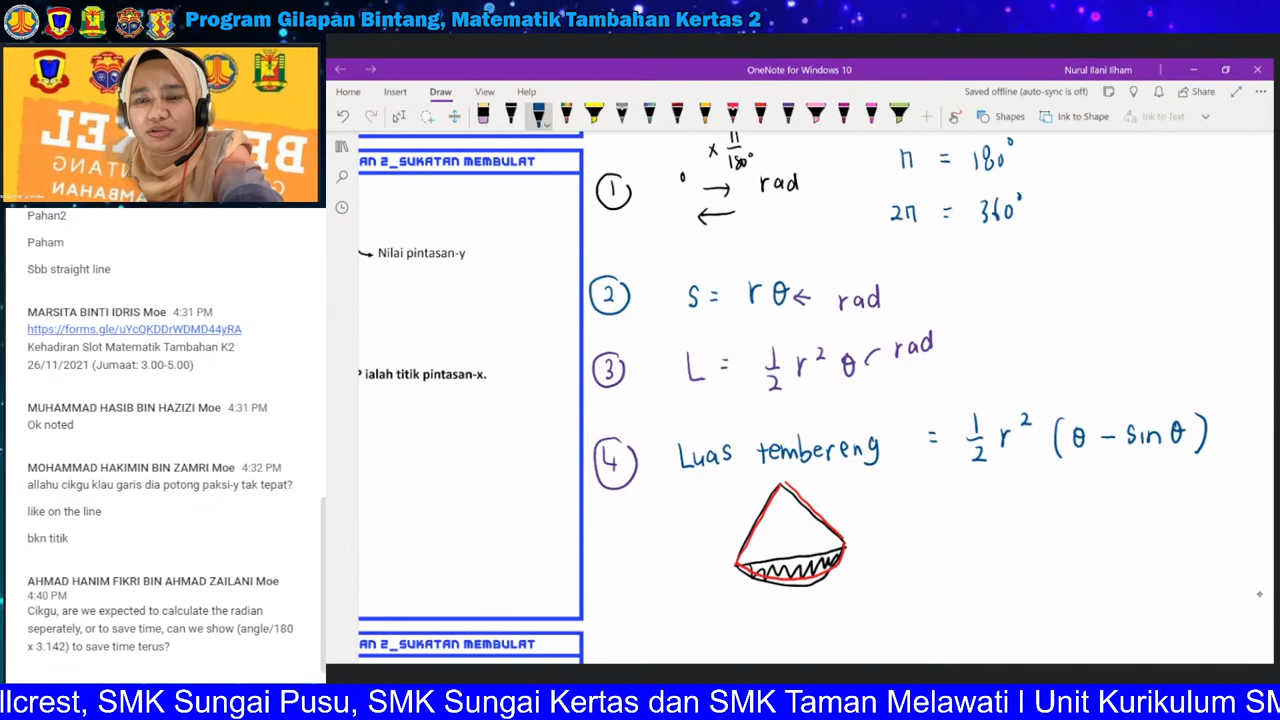 Program Gilapan Bintang, Matematik Tambahan Kertas 2
OneNote for Windows 10
Nurul Ilani Ilham
Home
Insert
Draw
View
Help
Saved offline (auto-sync is off)
Share
Shapes
Ink to Shape
Ink to Text
Pahan2
Paham
Sbb straight line
MARSITA BINTI IDRIS Moe 4:31 PM
https://forms.gle/uYcQKDDrWDMD44yRA
Kehadiran Slot Matematik Tambahan K2
26/11/2021 (Jumaat: 3.00-5.00)
MUHAMMAD HASIB BIN HAZIZI Moe 4:31 PM
Ok noted
MOHAMMAD HAKIMIN BIN ZAMRI Moe 4:32 PM
allahu cikgu klau garis dia potong paksi-y tak tepat?
like on the line
bkn titik
AHMAD HANIM FIKRI BIN AHMAD ZAILANI Moe
4:40 PM
Cikgu, are we expected to calculate the radian
seperately, or to save time, can we show (angle/180
x 3.142) to save time terus?
AN 2_SUKATAN MEMBULAT
Nilai pintasan-y
P ialah titik pintasan-x.
AN 2_SUKATAN MEMBULAT
x π/180°
① ° → rad
←
π = 180°
2π = 360°
② s = rθ ← rad
③ L = 1/2 r² θ rad
④ Luas tembereng = 1/2 r² (θ − sin θ)
llcrest, SMK Sungai Pusu, SMK Sungai Kertas dan SMK Taman Melawati I Unit Kurikulum SM